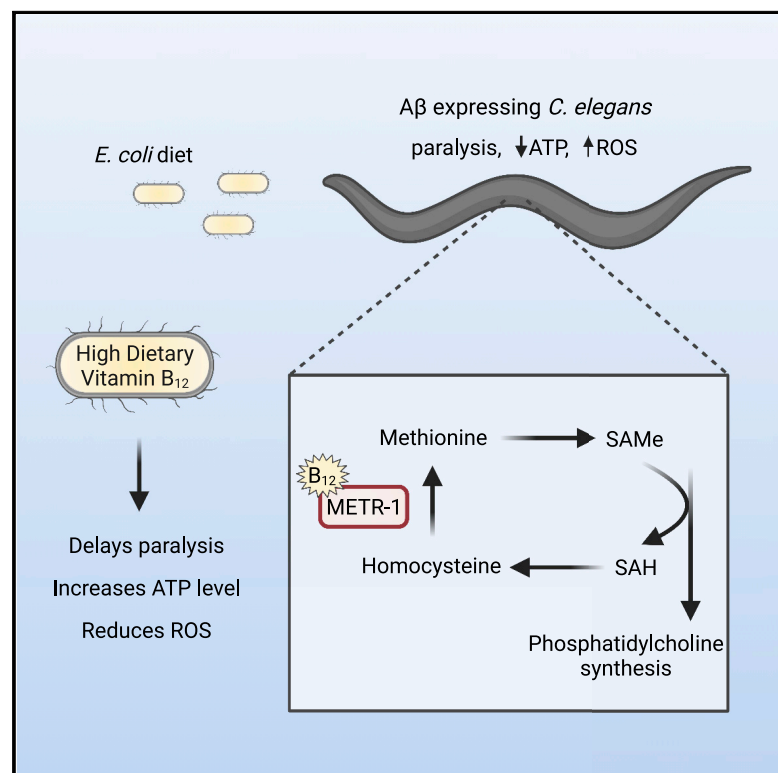 Aβ expressing C. elegans
paralysis, ↓ATP, ↑ROS
E. coli diet
High Dietary
Vitamin B₁₂
Delays paralysis
Increases ATP level
Reduces ROS
Methionine
SAMe
B₁₂
METR-1
Homocysteine
SAH
Phosphatidylcholine
synthesis